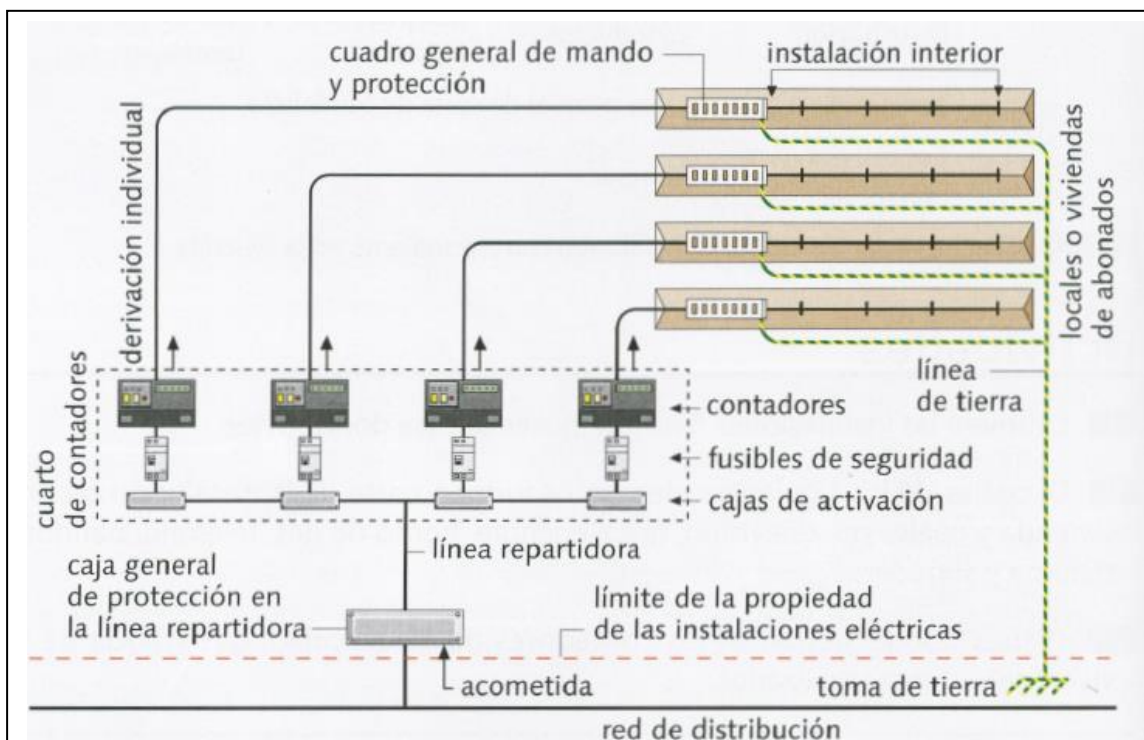 cuadro general de mando
y protección
instalación interior
derivación individual
locales o viviendas
de abonados
línea
de tierra
cuarto
de contadores
contadores
fusibles de seguridad
cajas de activación
línea repartidora
caja general
de protección en
la línea repartidora
límite de la propiedad
de las instalaciones eléctricas
acometida
toma de tierra
red de distribución